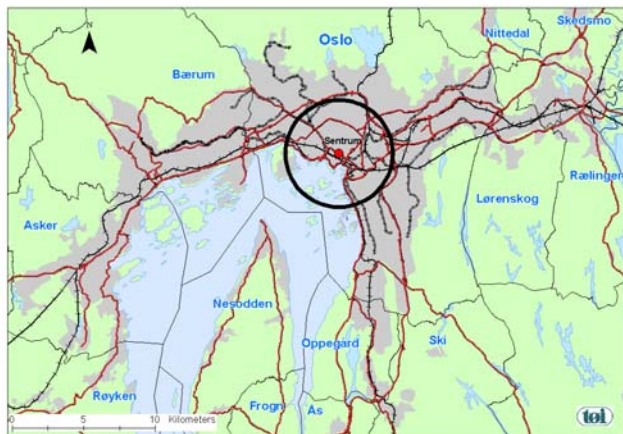 N
Oslo
Skedsmo
Nittedal
Bærum
Sentrum
Rælingen
Lørenskog
Asker
Nesodden
Oppegård
Ski
Røyken
Frogn
Ås
0 5 10 Kilometers
tøi